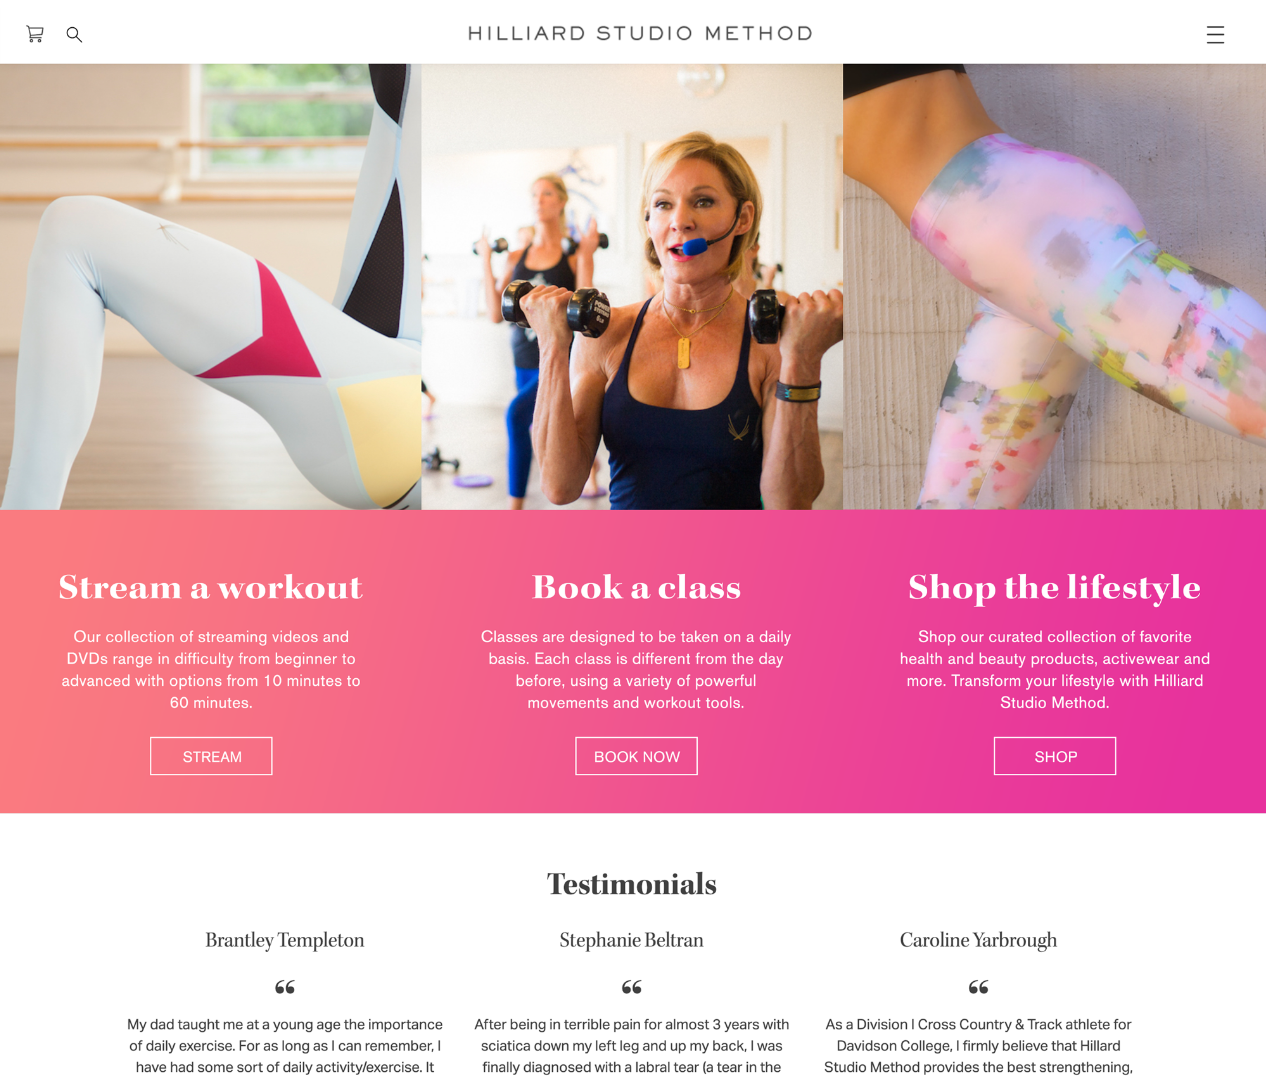 HILLIARD STUDIO METHOD
Stream a workout
Our collection of streaming videos and
DVDs range in difficulty from beginner to
advanced with options from 10 minutes to
60 minutes.
STREAM
Book a class
Classes are designed to be taken on a daily
basis. Each class is different from the day
before, using a variety of powerful
movements and workout tools.
BOOK NOW
Shop the lifestyle
Shop our curated collection of favorite
health and beauty products, activewear and
more. Transform your lifestyle with Hilliard
Studio Method.
SHOP
Testimonials
Brantley Templeton
“
My dad taught me at a young age the importance
of daily exercise. For as long as I can remember, I
have had some sort of daily activity/exercise. It
Stephanie Beltran
“
After being in terrible pain for almost 3 years with
sciatica down my left leg and up my back, I was
finally diagnosed with a labral tear (a tear in the
Caroline Yarbrough
“
As a Division I Cross Country & Track athlete for
Davidson College, I firmly believe that Hillard
Studio Method provides the best strengthening,